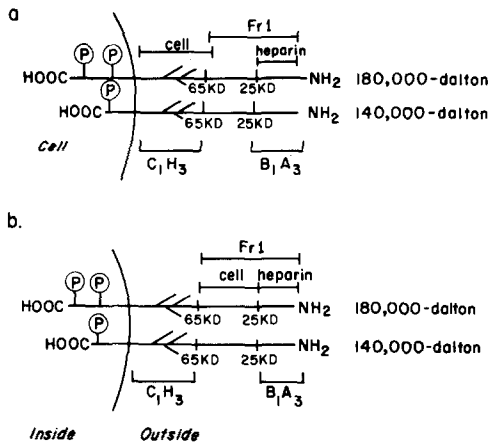 a
Fr1
cell
heparin
P P
HOOC NH2 180,000-dalton
65KD 25KD
P
HOOC NH2 140,000-dalton
65KD 25KD
Cell
C1H3 B1A3
b.
Fr1
cell heparin
P P
HOOC NH2 180,000-dalton
65KD 25KD
P
HOOC NH2 140,000-dalton
65KD 25KD
C1H3 B1A3
Inside Outside